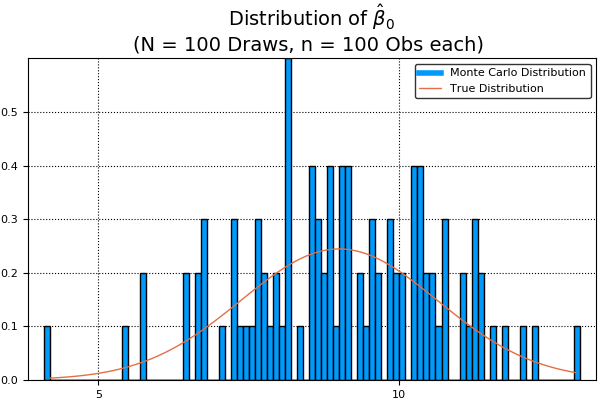 Distribution of β̂₀
(N = 100 Draws, n = 100 Obs each)
Monte Carlo Distribution
True Distribution
0.5
0.4
0.3
0.2
0.1
0.0
5 10